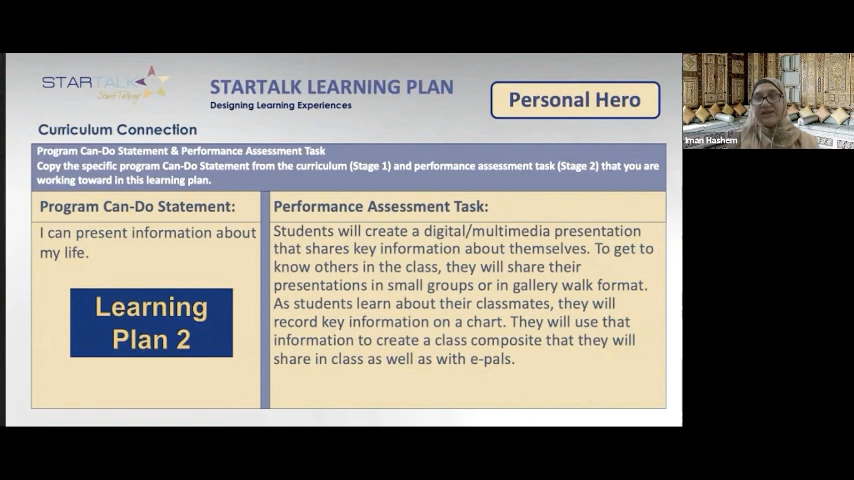 STARTALK
Start Talking
STARTALK LEARNING PLAN
Designing Learning Experiences
Personal Hero
Curriculum Connection
Program Can-Do Statement & Performance Assessment Task
Copy the specific program Can-Do Statement from the curriculum (Stage 1) and performance assessment task (Stage 2) that you are
working toward in this learning plan.
Program Can-Do Statement:
I can present information about
my life.
Learning
Plan 2
Performance Assessment Task:
Students will create a digital/multimedia presentation
that shares key information about themselves. To get to
know others in the class, they will share their
presentations in small groups or in gallery walk format.
As students learn about their classmates, they will
record key information on a chart. They will use that
information to create a class composite that they will
share in class as well as with e-pals.
Iman Hashem